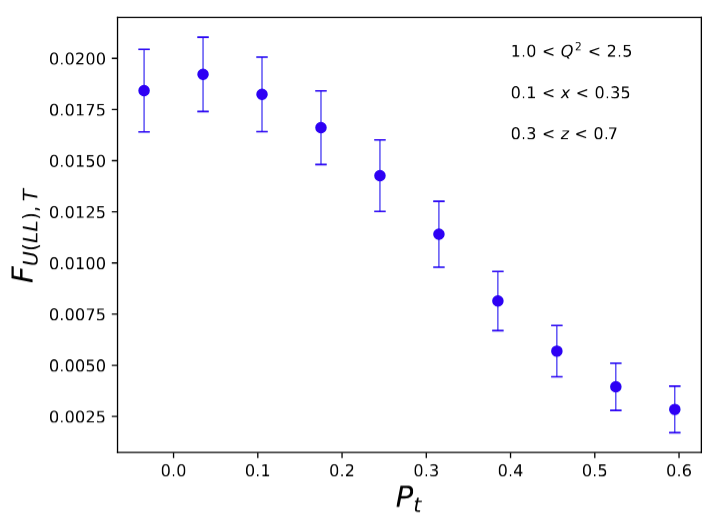 0.0200
0.0175
0.0150
0.0125
0.0100
0.0075
0.0050
0.0025
F_{U(LL),T}
1.0 < Q² < 2.5
0.1 < x < 0.35
0.3 < z < 0.7
0.0 0.1 0.2 0.3 0.4 0.5 0.6
P_t